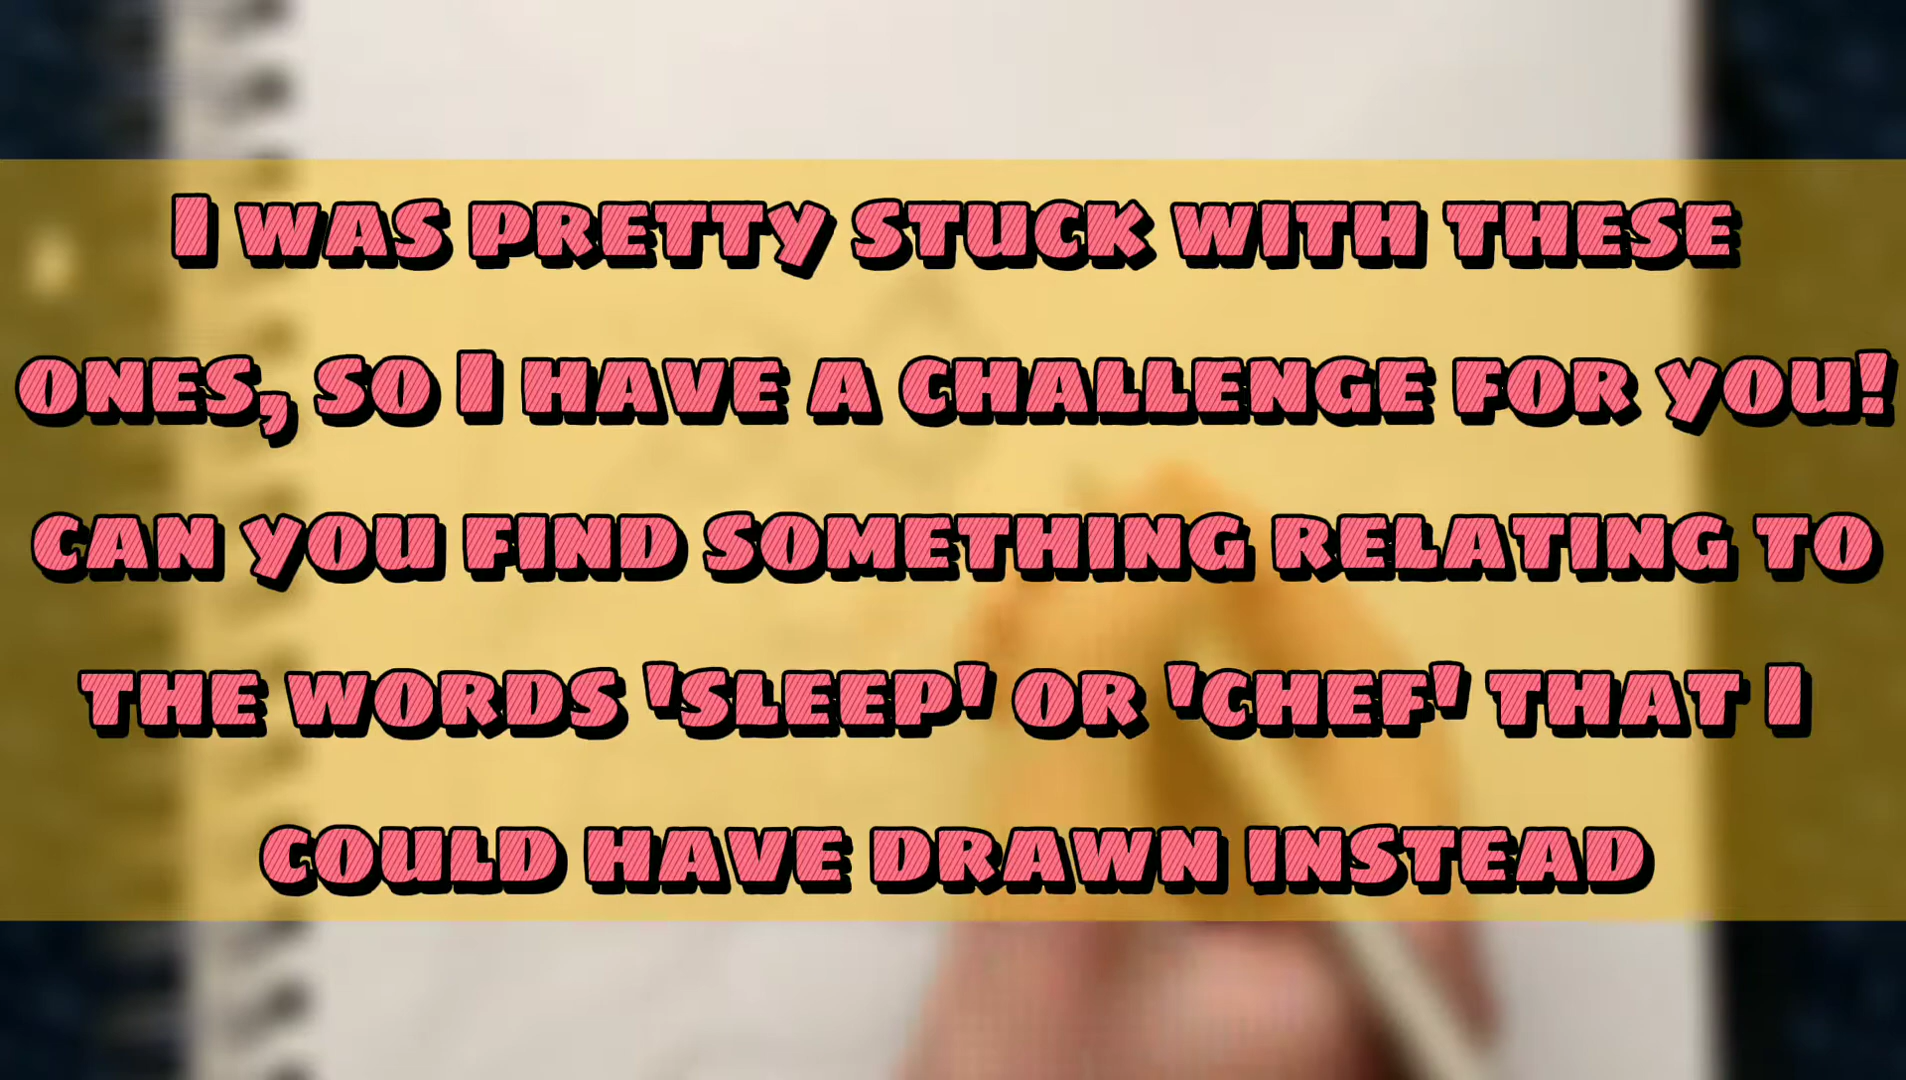 I was pretty stuck with these
ones, so I have a challenge for you!
can you find something relating to
the words 'sleep' or 'chef' that I
could have drawn instead